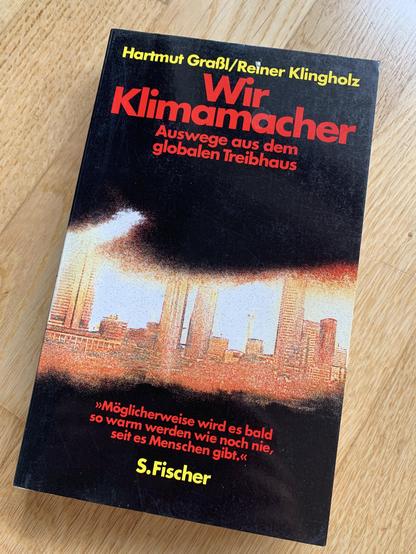 Hartmut Graßl/Reiner Klingholz
Wir
Klimamacher
Auswege aus dem
globalen Treibhaus
»Möglicherweise wird es bald
so warm werden wie noch nie,
seit es Menschen gibt.«
S.Fischer